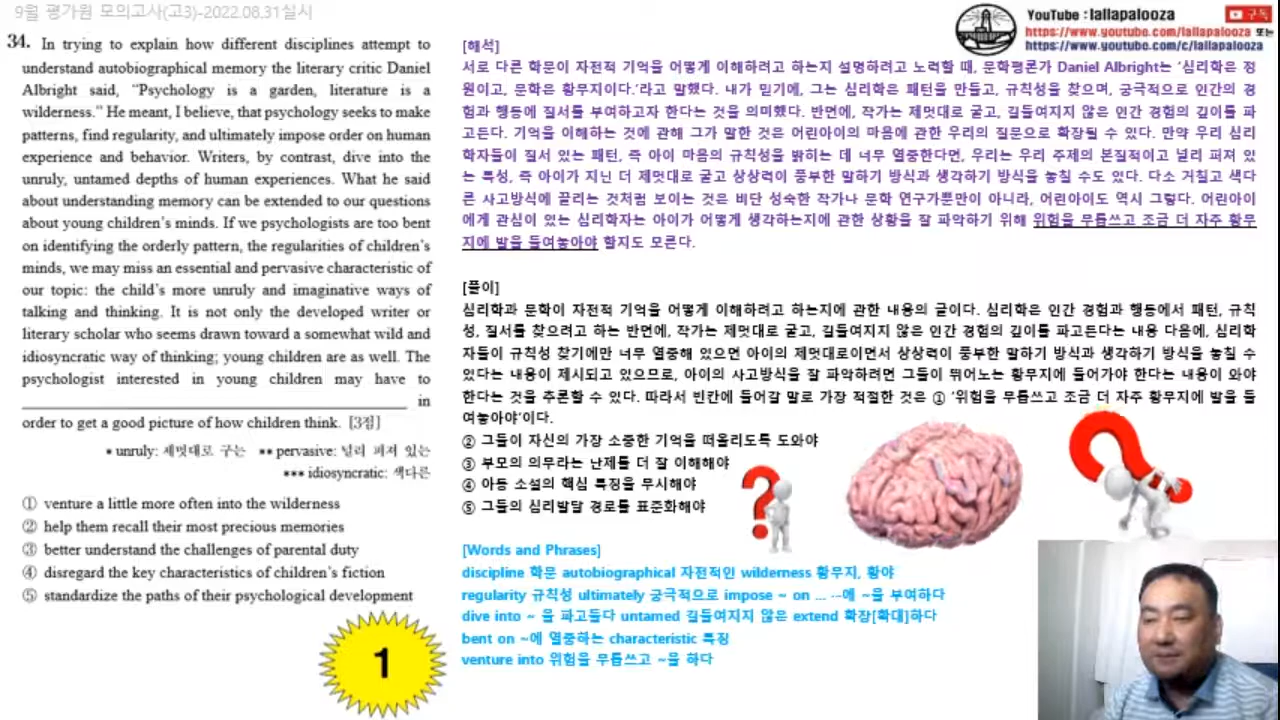 9월 평가원 모의고사(고3)-2022.08.31실시
YouTube : lallapalooza
구독
https://www.youtube.com/lallapalooza 또는
https://www.youtube.com/c/lallapalooza
34. In trying to explain how different disciplines attempt to
understand autobiographical memory the literary critic Daniel
Albright said, “Psychology is a garden, literature is a
wilderness.” He meant, I believe, that psychology seeks to make
patterns, find regularity, and ultimately impose order on human
experience and behavior. Writers, by contrast, dive into the
unruly, untamed depths of human experiences. What he said
about understanding memory can be extended to our questions
about young children’s minds. If we psychologists are too bent
on identifying the orderly pattern, the regularities of children’s
minds, we may miss an essential and pervasive characteristic of
our topic: the child’s more unruly and imaginative ways of
talking and thinking. It is not only the developed writer or
literary scholar who seems drawn toward a somewhat wild and
idiosyncratic way of thinking; young children are as well. The
psychologist interested in young children may have to
in
order to get a good picture of how children think. [3점]
* unruly: 제멋대로 구는 ** pervasive: 널리 퍼져 있는
*** idiosyncratic: 색다른
① venture a little more often into the wilderness
② help them recall their most precious memories
③ better understand the challenges of parental duty
④ disregard the key characteristics of children’s fiction
⑤ standardize the paths of their psychological development
1
[해석]
서로 다른 학문이 자전적 기억을 어떻게 이해하려고 하는지 설명하려고 노력할 때, 문학평론가 Daniel Albright는 ‘심리학은 정
원이고, 문학은 황무지이다.’라고 말했다. 내가 믿기에, 그는 심리학은 패턴을 만들고, 규칙성을 찾으며, 궁극적으로 인간의 경
험과 행동에 질서를 부여하고자 한다는 것을 의미했다. 반면에, 작가는 제멋대로 굴고, 길들여지지 않은 인간 경험의 깊이를 파
고든다. 기억을 이해하는 것에 관해 그가 말한 것은 어린아이의 마음에 관한 우리의 질문으로 확장될 수 있다. 만약 우리 심리
학자들이 질서 있는 패턴, 즉 아이 마음의 규칙성을 밝히는 데 너무 열중한다면, 우리는 우리 주제의 본질적이고 널리 퍼져 있
는 특성, 즉 아이가 지닌 더 제멋대로 굴고 상상력이 풍부한 말하기 방식과 생각하기 방식을 놓칠 수도 있다. 다소 거칠고 색다
른 사고방식에 끌리는 것처럼 보이는 것은 비단 성숙한 작가나 문학 연구가뿐만이 아니라, 어린아이도 역시 그렇다. 어린아이
에게 관심이 있는 심리학자는 아이가 어떻게 생각하는지에 관한 상황을 잘 파악하기 위해 위험을 무릅쓰고 조금 더 자주 황무
지에 발을 들여놓아야 할지도 모른다.
[풀이]
심리학과 문학이 자전적 기억을 어떻게 이해하려고 하는지에 관한 내용의 글이다. 심리학은 인간 경험과 행동에서 패턴, 규칙
성, 질서를 찾으려고 하는 반면에, 작가는 제멋대로 굴고, 길들여지지 않은 인간 경험의 깊이를 파고든다는 내용 다음에, 심리학
자들이 규칙성 찾기에만 너무 열중해 있으면 아이의 제멋대로이면서 상상력이 풍부한 말하기 방식과 생각하기 방식을 놓칠 수
있다는 내용이 제시되고 있으므로, 아이의 사고방식을 잘 파악하려면 그들이 뛰어노는 황무지에 들어가야 한다는 내용이 와야
한다는 것을 추론할 수 있다. 따라서 빈칸에 들어갈 말로 가장 적절한 것은 ① ‘위험을 무릅쓰고 조금 더 자주 황무지에 발을 들
여놓아야’이다.
② 그들이 자신의 가장 소중한 기억을 떠올리도록 도와야
③ 부모의 의무라는 난제를 더 잘 이해해야
④ 아동 소설의 핵심 특징을 무시해야
⑤ 그들의 심리발달 경로를 표준화해야
[Words and Phrases]
discipline 학문 autobiographical 자전적인 wilderness 황무지, 황야
regularity 규칙성 ultimately 궁극적으로 impose ~ on ... …에 ~을 부여하다
dive into ~ 을 파고들다 untamed 길들여지지 않은 extend 확장[확대]하다
bent on ~에 열중하는 characteristic 특징
venture into 위험을 무릅쓰고 ~을 하다